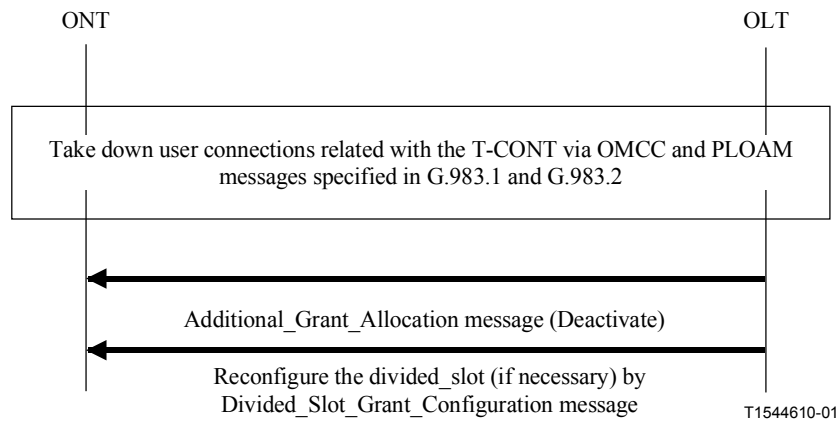 ONT
OLT
Take down user connections related with the T-CONT via OMCC and PLOAM
messages specified in G.983.1 and G.983.2
Additional_Grant_Allocation message (Deactivate)
Reconfigure the divided_slot (if necessary) by
Divided_Slot_Grant_Configuration message
T1544610-01